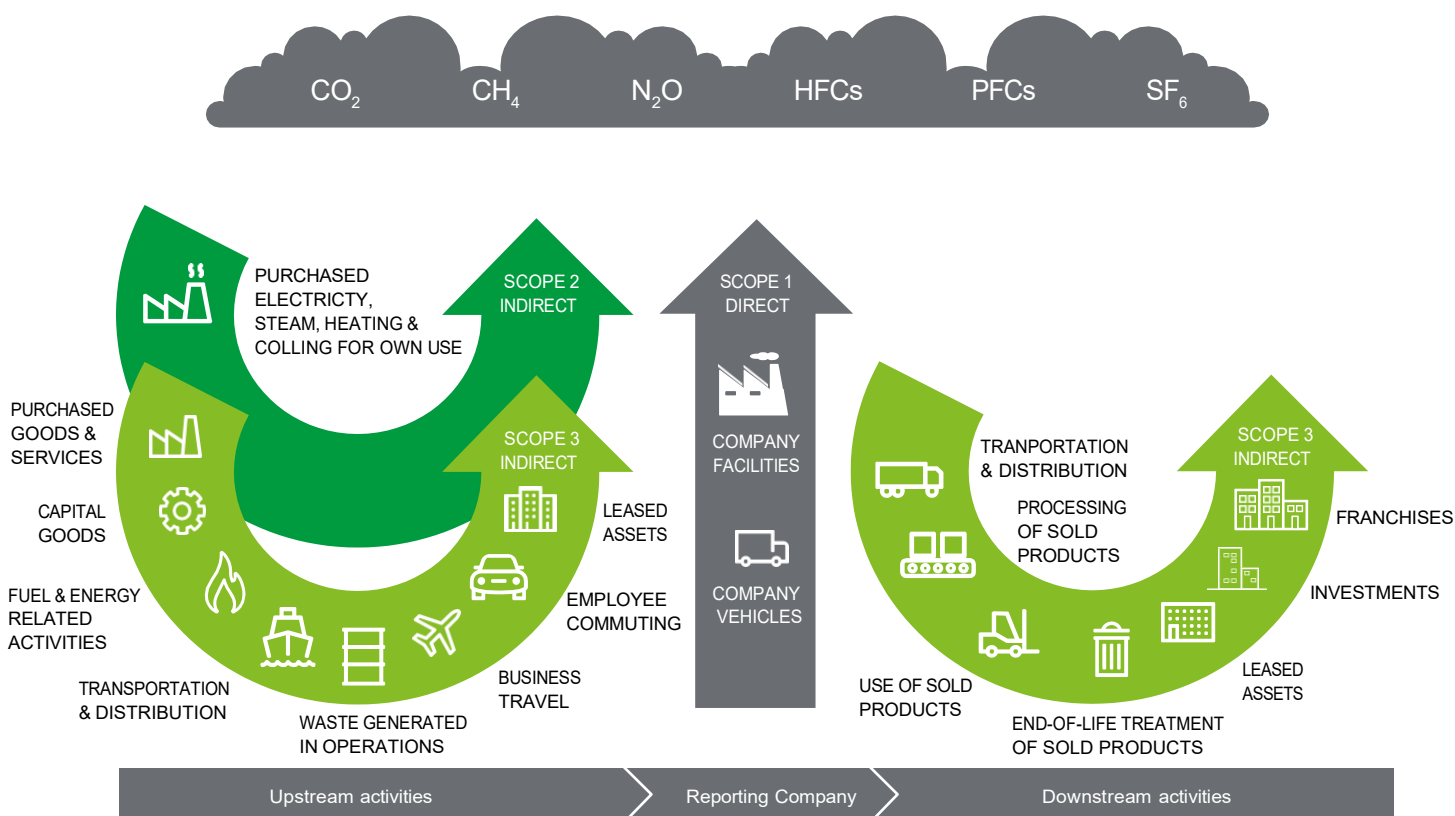 CO₂
CH₄
N₂O
HFCs
PFCs
SF₆
PURCHASED
ELECTRICTY,
STEAM, HEATING &
COLLING FOR OWN USE
SCOPE 2
INDIRECT
SCOPE 1
DIRECT
COMPANY
FACILITIES
COMPANY
VEHICLES
PURCHASED
GOODS &
SERVICES
CAPITAL
GOODS
FUEL & ENERGY
RELATED
ACTIVITIES
TRANSPORTATION
& DISTRIBUTION
WASTE GENERATED
IN OPERATIONS
BUSINESS
TRAVEL
EMPLOYEE
COMMUTING
LEASED
ASSETS
SCOPE 3
INDIRECT
TRANPORTATION
& DISTRIBUTION
PROCESSING
OF SOLD
PRODUCTS
USE OF SOLD
PRODUCTS
END-OF-LIFE TREATMENT
OF SOLD PRODUCTS
LEASED
ASSETS
INVESTMENTS
FRANCHISES
SCOPE 3
INDIRECT
Upstream activities
Reporting Company
Downstream activities